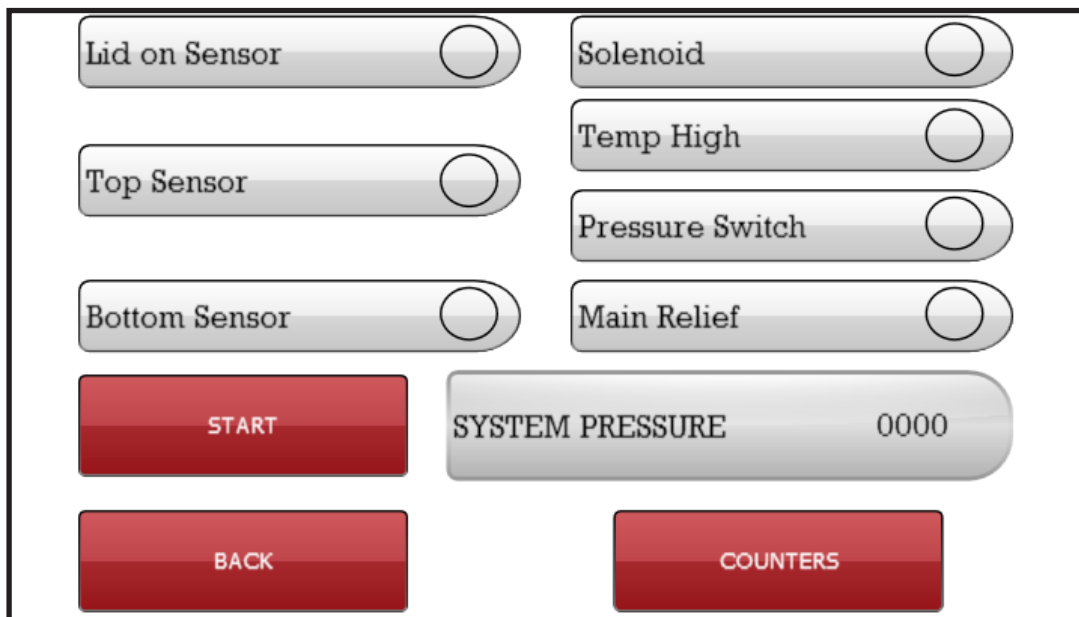 Lid on Sensor
Solenoid
Temp High
Top Sensor
Pressure Switch
Bottom Sensor
Main Relief
START
SYSTEM PRESSURE 0000
BACK
COUNTERS